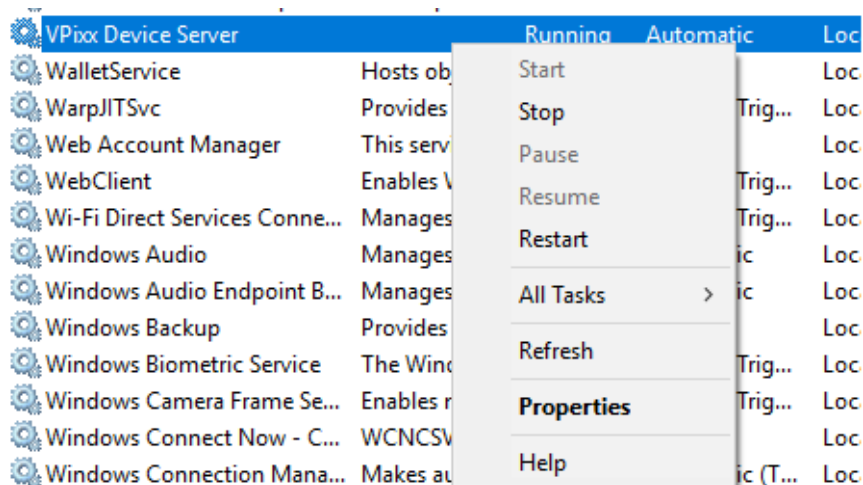 VPixx Device Server Running Automatic Loc
WalletService Hosts ob Start Loc
WarpJITSvc Provides Stop Trig... Loc
Web Account Manager This serv Pause Loc
WebClient Enables Resume Trig... Loc
Wi-Fi Direct Services Conne... Manages Trig... Loc
Windows Audio Manages Restart ic Loc
Windows Audio Endpoint B... Manages All Tasks ic Loc
Windows Backup Provides Loc
Windows Biometric Service The Wind Refresh Trig... Loc
Windows Camera Frame Se... Enables r Properties Trig... Loc
Windows Connect Now - C... WCNCSV Loc
Windows Connection Mana... Makes au Help ic (T... Loc